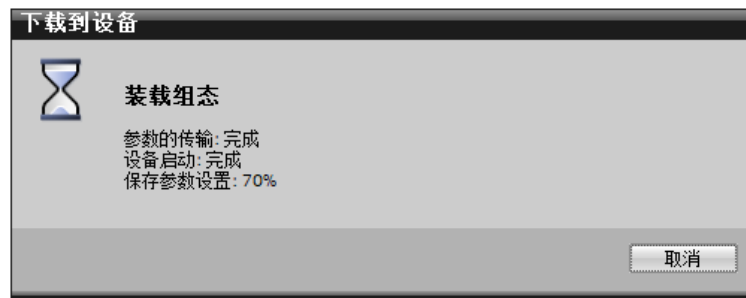 下载到设备
装载组态
参数的传输: 完成
设备启动: 完成
保存参数设置: 70%
取消